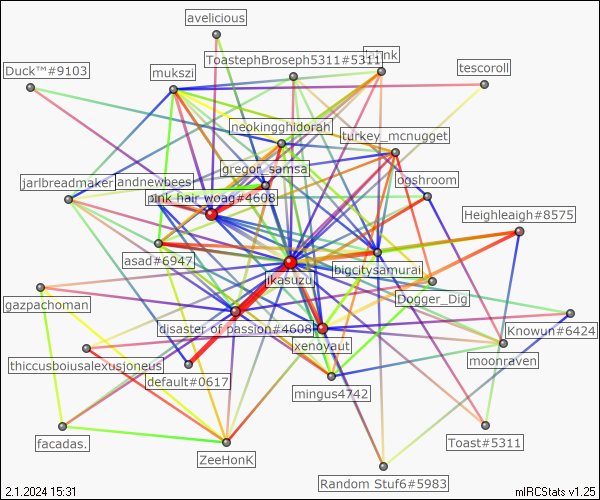 avelicious
ToastephBroseph5311#5311
Duck™#9103
mukszi
tescoroll
neokingghidorah
turkey_mcnugget
gregor_samsa
jarlbreadmaker
andnewbees
ogshroom
pink hair woag#4608
Heighleaigh#8575
asad#6947
bigcitysamurai
ikasuzu
gazpachoman
Dogger_Dig
disaster of passion#4608
Knowun#6424
xenoyaut
thiccusboiusalexusjoneus
moonraven
default#0617
mingus4742
facadas.
Toast#5311
ZeeHonK
Random Stuf6#5983
2.1.2024 15:31
mIRCStats v1.25